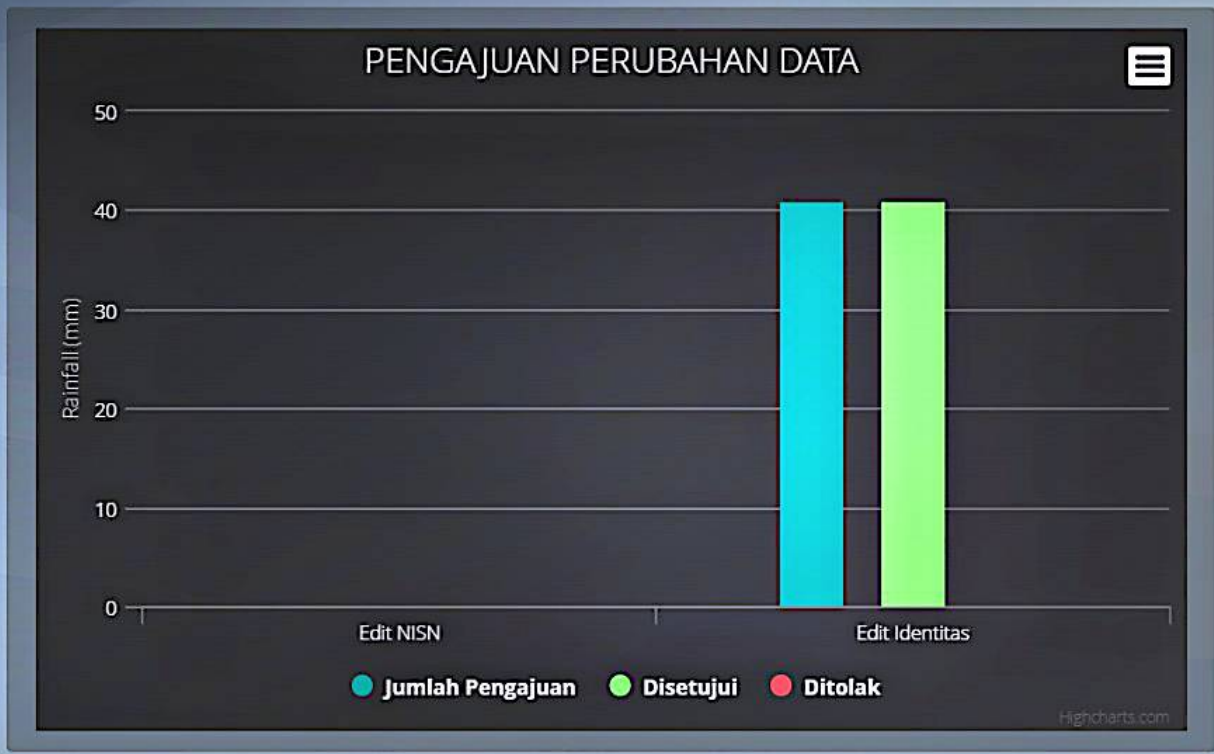 PENGAJUAN PERUBAHAN DATA
50
40
30
20
10
0
Rainfall (mm)
Edit NISN
Edit Identitas
Jumlah Pengajuan
Disetujui
Ditolak
Highcharts.com